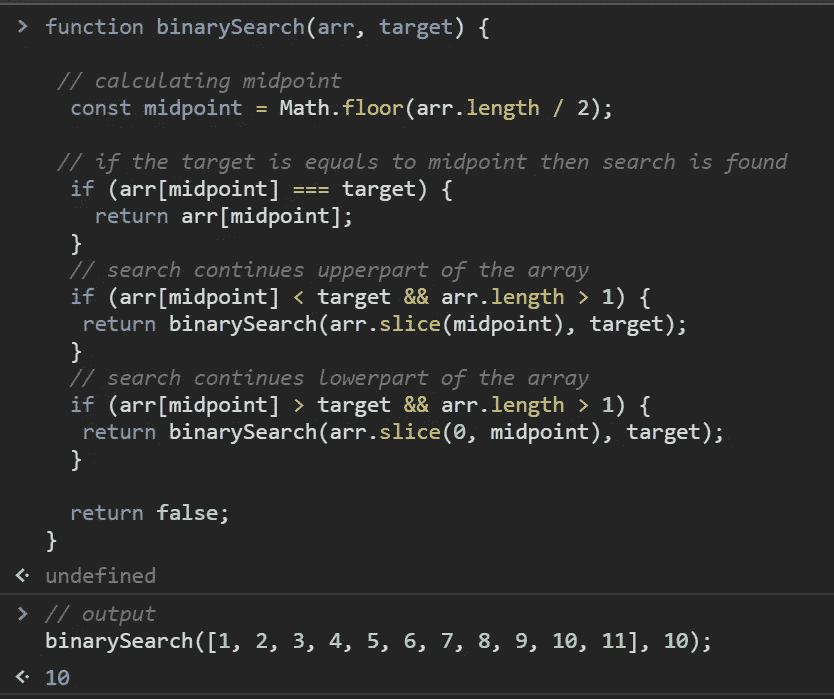 > function binarySearch(arr, target) {
// calculating midpoint
const midpoint = Math.floor(arr.length / 2);
// if the target is equals to midpoint then search is found
if (arr[midpoint] === target) {
return arr[midpoint];
}
// search continues upperpart of the array
if (arr[midpoint] < target && arr.length > 1) {
return binarySearch(arr.slice(midpoint), target);
}
// search continues lowerpart of the array
if (arr[midpoint] > target && arr.length > 1) {
return binarySearch(arr.slice(0, midpoint), target);
}
return false;
}
undefined
> // output
binarySearch([1, 2, 3, 4, 5, 6, 7, 8, 9, 10, 11], 10);
10